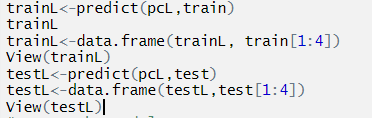 trainL<-predict(pcL,train)
trainL
trainL<-data.frame(trainL, train[1:4])
View(trainL)
testL<-predict(pcL,test)
testL<-data.frame(testL,test[1:4])
View(testL)